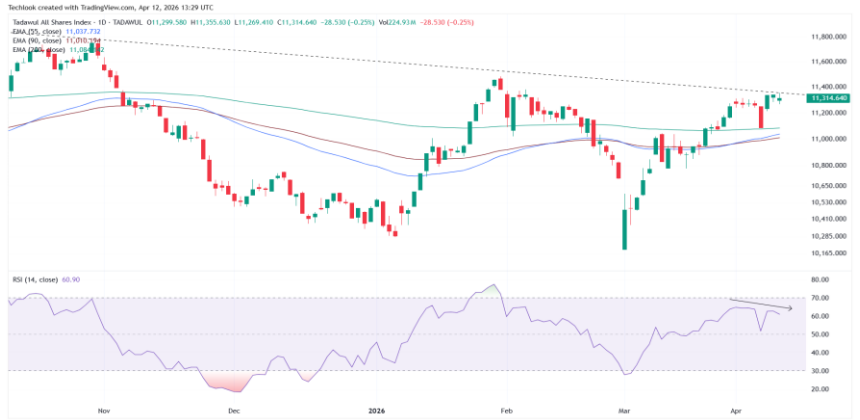 Techlook created with TradingView.com, Apr 12, 2026 13:29 UTC
Tadawul All Shares Index · 1D · TADAWUL O11,299.580 H11,355.630 L11,269.410 C11,314.640 −28.530 (−0.25%) Vol224.93M −28.530 (−0.25%)
EMA (55, close) 11,037.732
EMA (90, close)
EMA (200, close)
11,800.000
11,600.000
11,400.000
11,314.640
11,200.000
11,000.000
10,800.000
10,650.000
10,530.000
10,410.000
10,285.000
10,165.000
RSI (14, close) 60.90
80.00
70.00
60.00
50.00
40.00
30.00
20.00
Nov Dec 2026 Feb Mar Apr